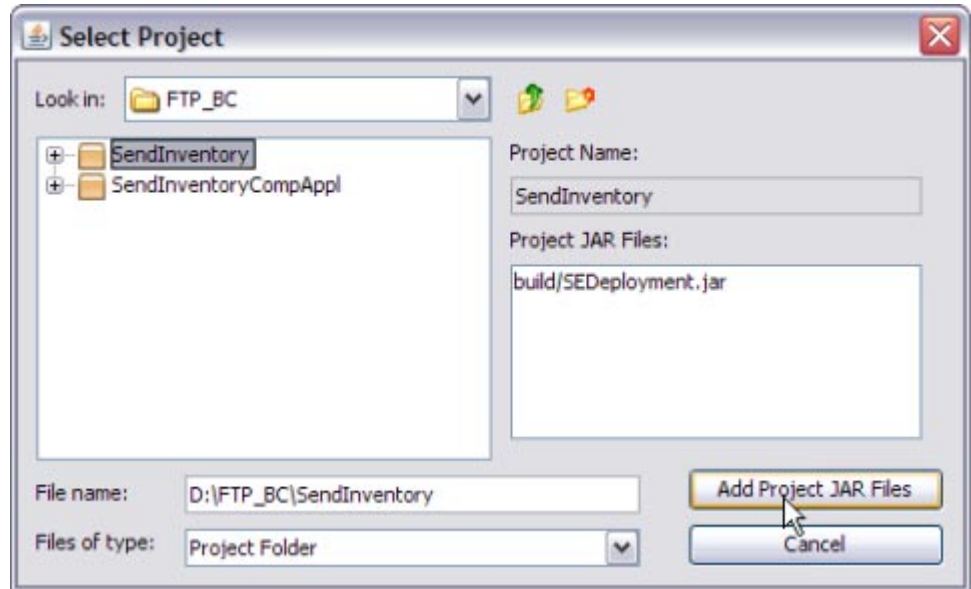 Select Project
Look in: FTP_BC
SendInventory
SendInventoryCompAppl
Project Name:
SendInventory
Project JAR Files:
build/SEDeployment.jar
File name: D:\FTP_BC\SendInventory
Add Project JAR Files
Files of type: Project Folder
Cancel